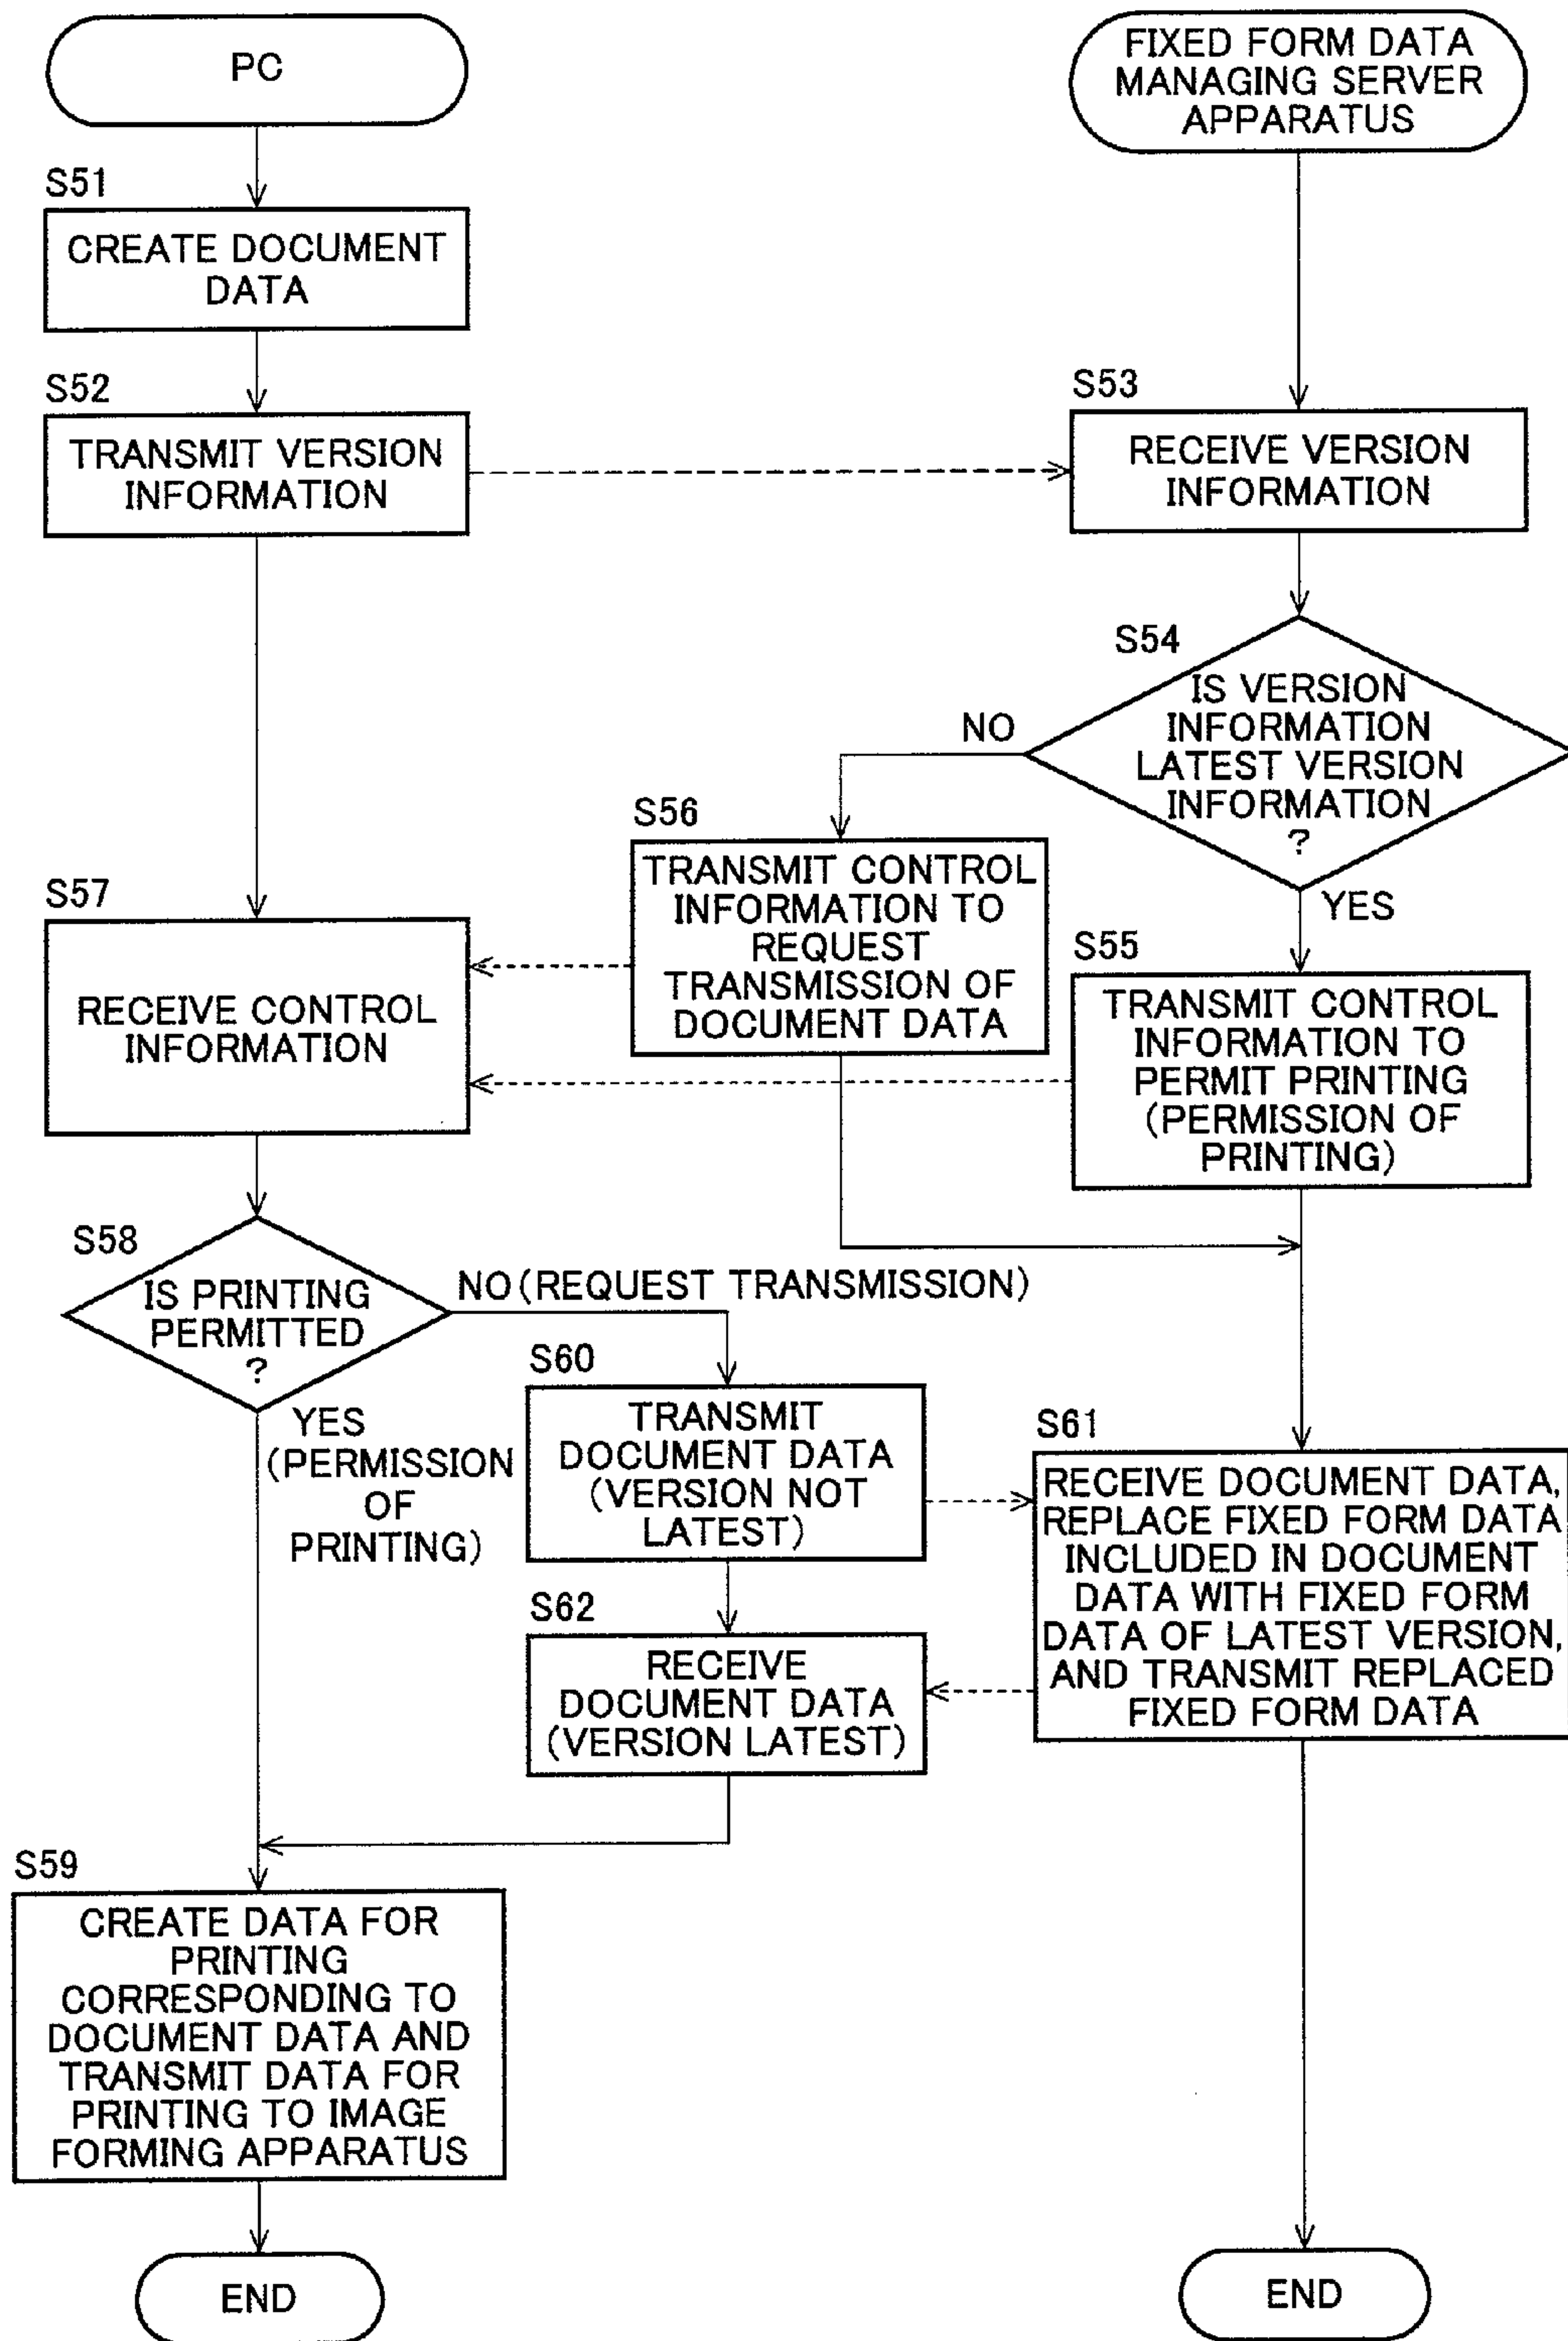 PC
FIXED FORM DATA
MANAGING SERVER
APPARATUS
S51
CREATE DOCUMENT
DATA
S52
TRANSMIT VERSION
INFORMATION
S53
RECEIVE VERSION
INFORMATION
S54
IS VERSION
INFORMATION
LATEST VERSION
INFORMATION
?
NO
YES
S56
TRANSMIT CONTROL
INFORMATION TO
REQUEST
TRANSMISSION OF
DOCUMENT DATA
S55
TRANSMIT CONTROL
INFORMATION TO
PERMIT PRINTING
(PERMISSION OF
PRINTING)
S57
RECEIVE CONTROL
INFORMATION
S58
IS PRINTING
PERMITTED
?
NO (REQUEST TRANSMISSION)
YES
(PERMISSION
OF
PRINTING)
S60
TRANSMIT
DOCUMENT DATA
(VERSION NOT
LATEST)
S61
RECEIVE DOCUMENT DATA,
REPLACE FIXED FORM DATA
INCLUDED IN DOCUMENT
DATA WITH FIXED FORM
DATA OF LATEST VERSION,
AND TRANSMIT REPLACED
FIXED FORM DATA
S62
RECEIVE
DOCUMENT DATA
(VERSION LATEST)
S59
CREATE DATA FOR
PRINTING
CORRESPONDING TO
DOCUMENT DATA AND
TRANSMIT DATA FOR
PRINTING TO IMAGE
FORMING APPARATUS
END
END